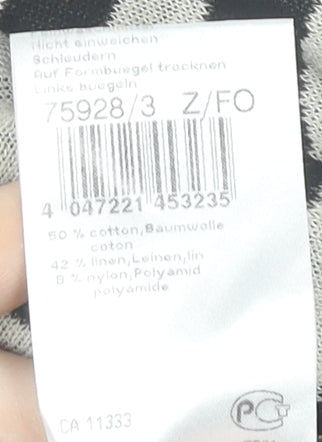 Nicht einweichen
Schleudern
Auf Formbuegel trocknen
Links buegeln
75928/3 Z/FO
4 047221 453235
50 % cotton,Baumwolle
coton
42 % linen,Leinen,lin
8 % nylon,Polyamid
polyamide
CA 11333